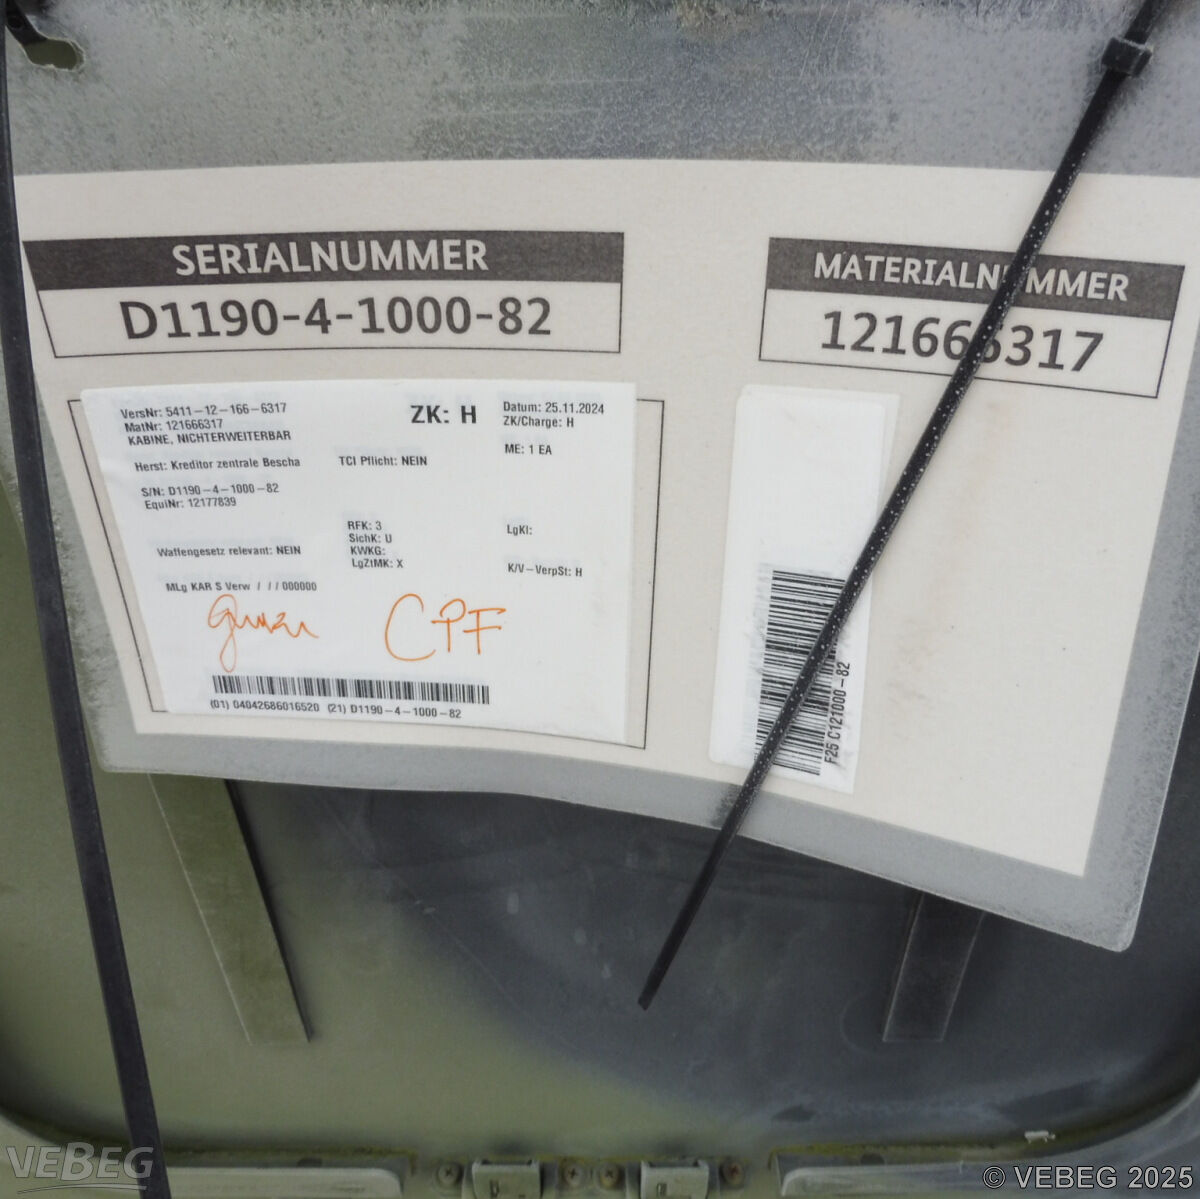 SERIALNUMMER
D1190-4-1000-82
MATERIALNUMMER
121666317
VersNr: 5411-12-166-6317
MatNr: 121666317
KABINE, NICHTERWEITERBAR
ZK: H
Datum: 25.11.2024
ZK/Charge: H
ME: 1 EA
Herst: Kreditor zentrale Bescha
TCI Pflicht: NEIN
S/N: D1190-4-1000-82
EquiNr: 12177839
RFK: 3
SichK: U
KWKG:
LgZtMK: X
LgKl:
K/V-VerpSt: H
Waffengesetz relevant: NEIN
MLg KAR S Verw / / / 000000
CPF
(01) 04042686016520 (21) D1190-4-1000-82
F25 C121000-82
VEBEG
© VEBEG 2025